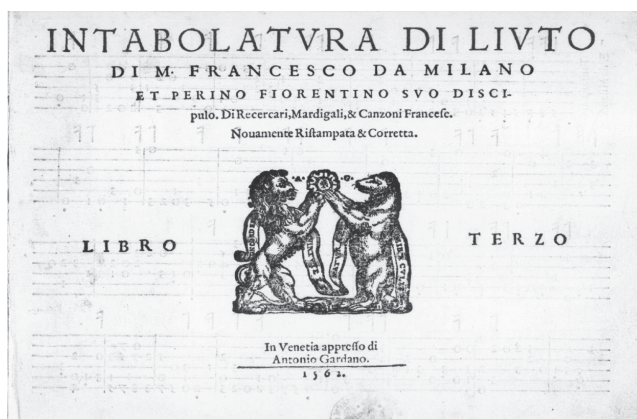 INTABOLATVRA DI LIVTO
DI M. FRANCESCO DA MILANO
ET PERINO FIORENTINO SVO DISCI-
pulo. Di Recercari, Mardigali, & Canzoni Francese.
Nouamente Ristampata & Corretta.
·A· ·G·
LIBRO
TERZO
In Venetia appresso di
Antonio Gardano.
1562.